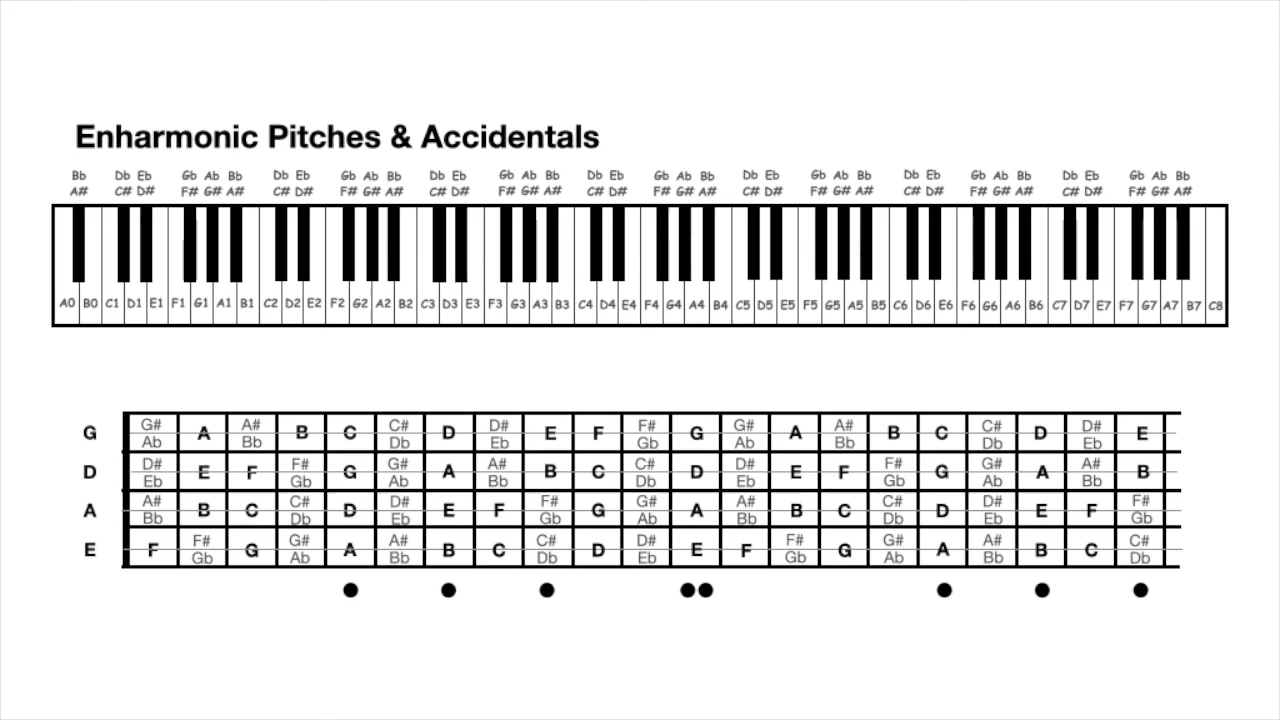 Enharmonic Pitches & Accidentals
Bb Db Eb Gb Ab Bb Db Eb Gb Ab Bb Db Eb Gb Ab Bb Db Eb Gb Ab Bb Db Eb Gb Ab Bb Db Eb Gb Ab Bb Db Eb Gb Ab Bb
A# C# D# F# G# A# C# D# F# G# A# C# D# F# G# A# C# D# F# G# A# C# D# F# G# A# C# D# F# G# A# C# D# F# G# A#
A0 B0 C1 D1 E1 F1 G1 A1 B1 C2 D2 E2 F2 G2 A2 B2 C3 D3 E3 F3 G3 A3 B3 C4 D4 E4 F4 G4 A4 B4 C5 D5 E5 F5 G5 A5 B5 C6 D6 E6 F6 G6 A6 B6 C7 D7 E7 F7 G7 A7 B7 C8
G# A# C# D# F# G# A# C# D#
G A B C D E F G A B C D E
Ab Bb Db Eb Gb Ab Bb Db Eb
D# F# G# A# C# D# F# G# A#
D E F G A B C D E F G A B
Eb Gb Ab Bb Db Eb Gb Ab Bb
A# C# D# F# G# A# C# D# F#
A B C D E F G A B C D E F
Bb Db Eb Gb Ab Bb Db Eb Gb
F# G# A# C# D# F# G# A# C#
E F G A B C D E F G A B C
Gb Ab Bb Db Eb Gb Ab Bb Db